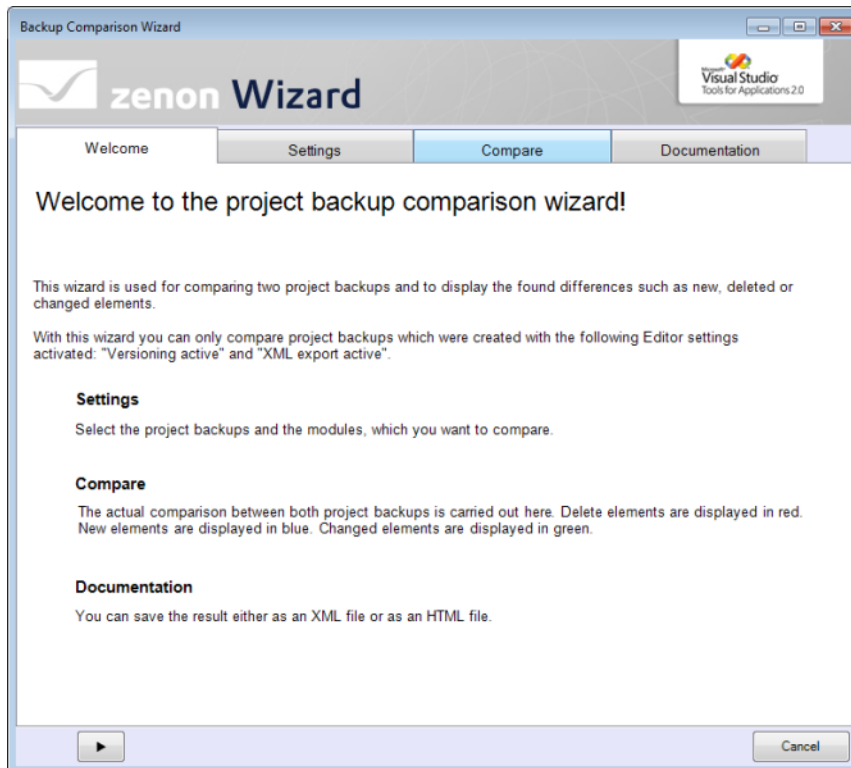 Backup Comparison Wizard
zenon Wizard
Microsoft
Visual Studio
Tools for Applications 2.0
Welcome Settings Compare Documentation
Welcome to the project backup comparison wizard!
This wizard is used for comparing two project backups and to display the found differences such as new, deleted or
changed elements.
With this wizard you can only compare project backups which were created with the following Editor settings
activated: "Versioning active" and "XML export active".
Settings
Select the project backups and the modules, which you want to compare.
Compare
The actual comparison between both project backups is carried out here. Delete elements are displayed in red.
New elements are displayed in blue. Changed elements are displayed in green.
Documentation
You can save the result either as an XML file or as an HTML file.
Cancel